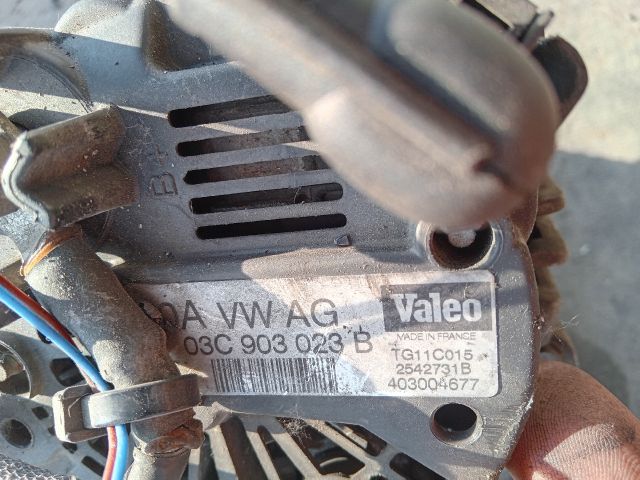 B+
0A VW AG
03C 903 023 B
Valeo
MADE IN FRANCE
TG11C015
2542731B
403004677